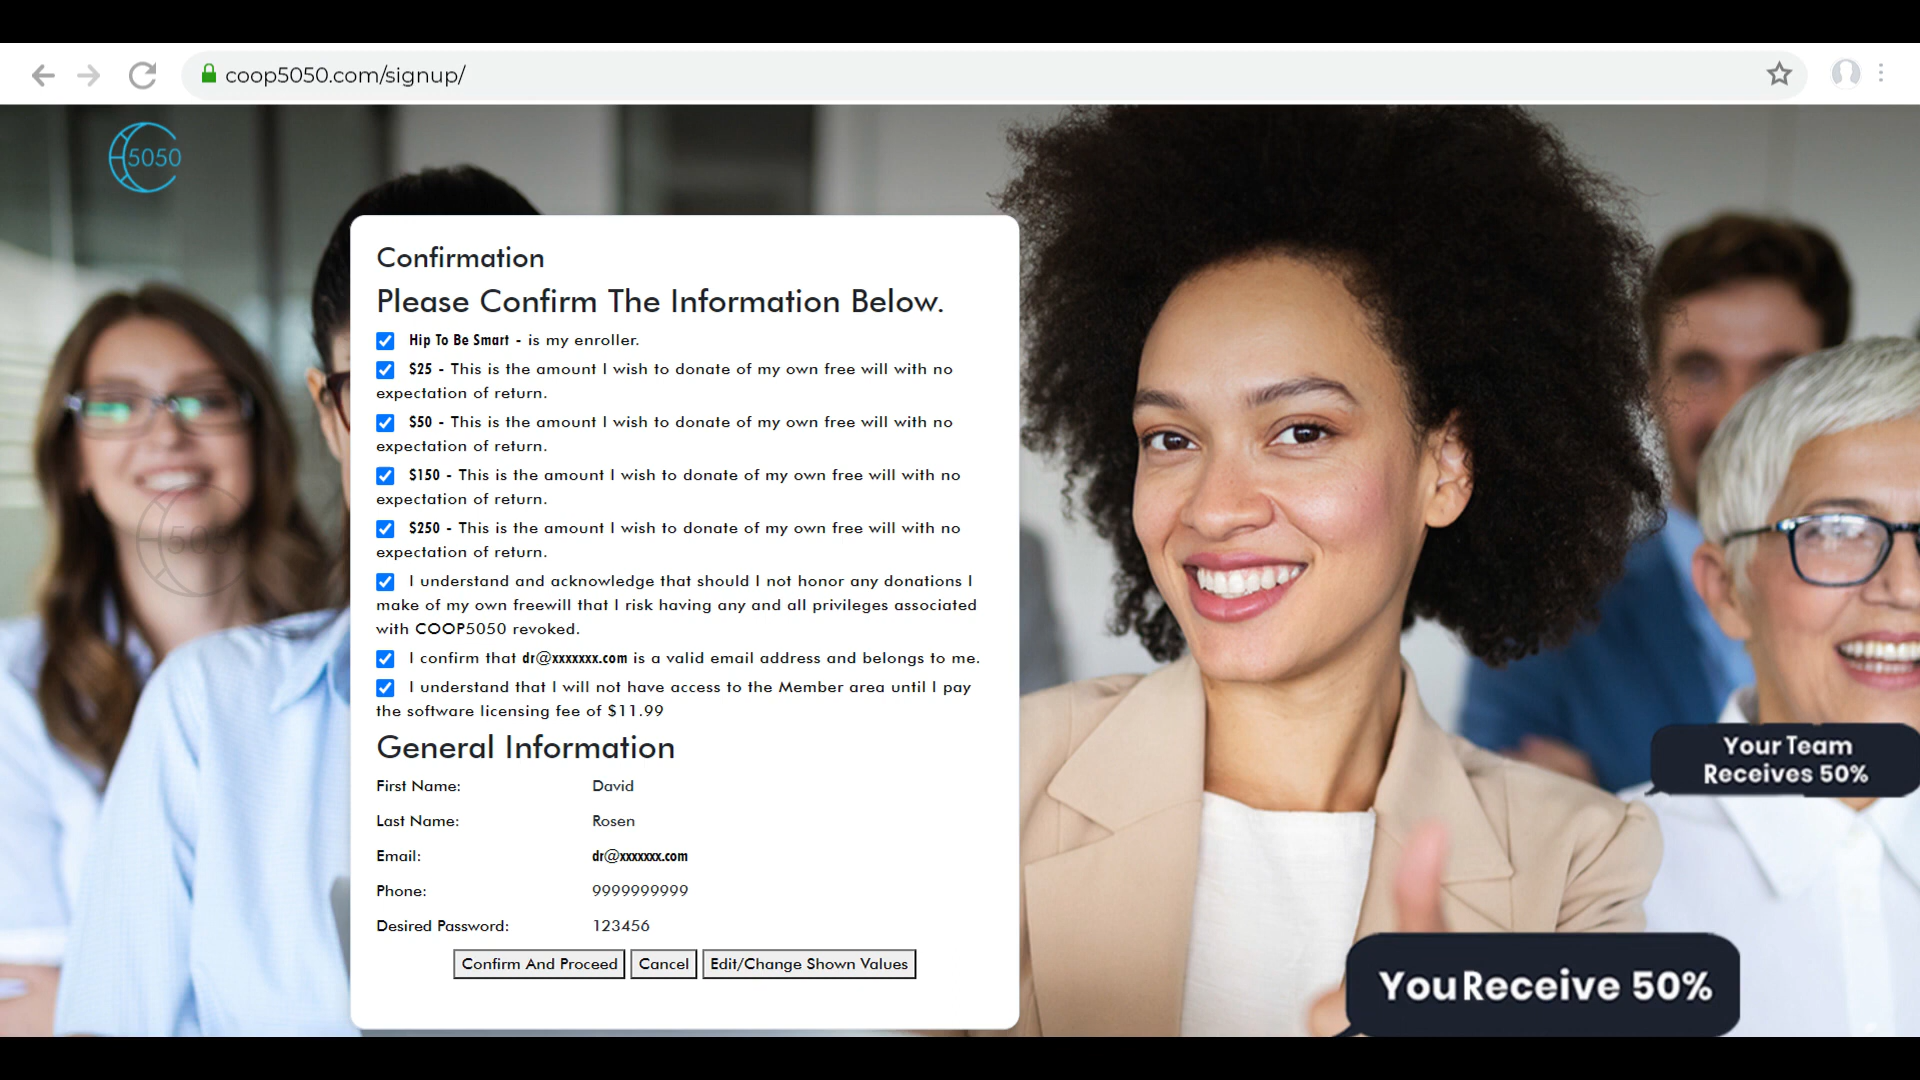 coop5050.com/signup/
5050
Confirmation
Please Confirm The Information Below.
Hip To Be Smart - is my enroller.
$25 - This is the amount I wish to donate of my own free will with no
expectation of return.
$50 - This is the amount I wish to donate of my own free will with no
expectation of return.
$150 - This is the amount I wish to donate of my own free will with no
expectation of return.
$250 - This is the amount I wish to donate of my own free will with no
expectation of return.
I understand and acknowledge that should I not honor any donations I
make of my own freewill that I risk having any and all privileges associated
with COOP5050 revoked.
I confirm that dr@xxxxxxx.com is a valid email address and belongs to me.
I understand that I will not have access to the Member area until I pay
the software licensing fee of $11.99
General Information
First Name: David
Last Name: Rosen
Email: dr@xxxxxxx.com
Phone: 9999999999
Desired Password: 123456
Confirm And Proceed Cancel Edit/Change Shown Values
Your Team
Receives 50%
You Receive 50%